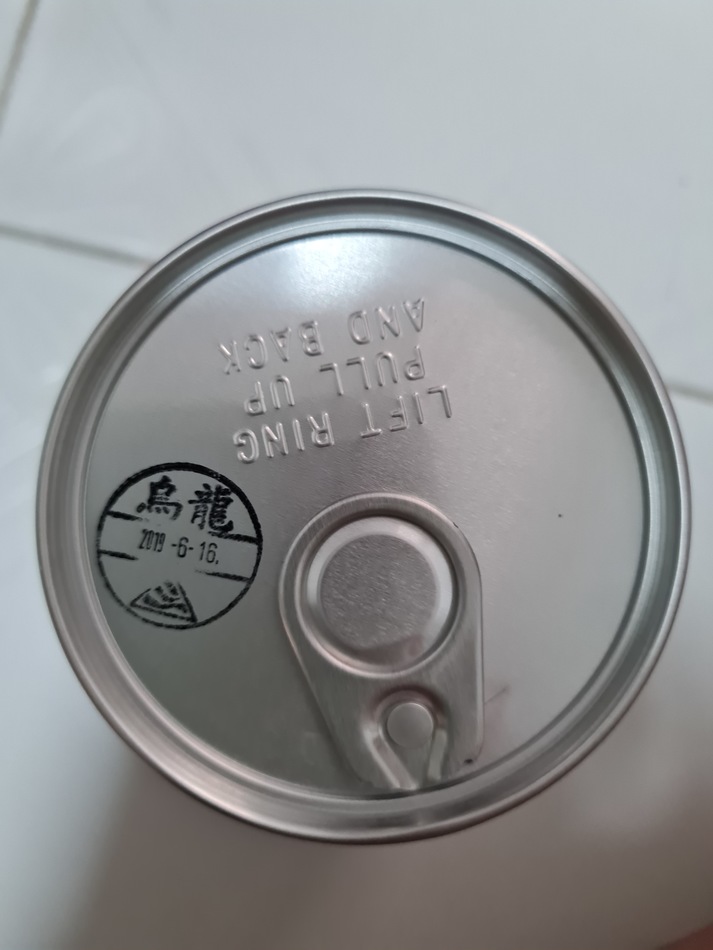 LIFT RING
PULL UP
AND BACK
烏龍
2019-6-16.